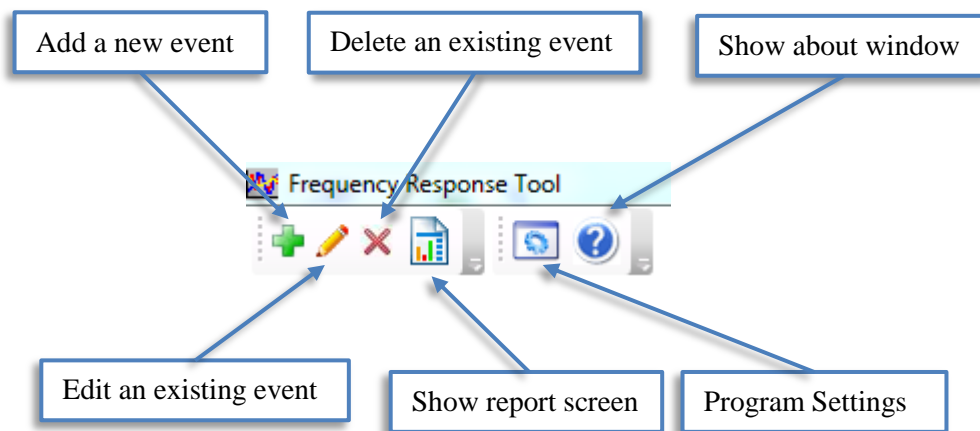 Add a new event
Delete an existing event
Show about window
Frequency Response Tool
Edit an existing event
Show report screen
Program Settings